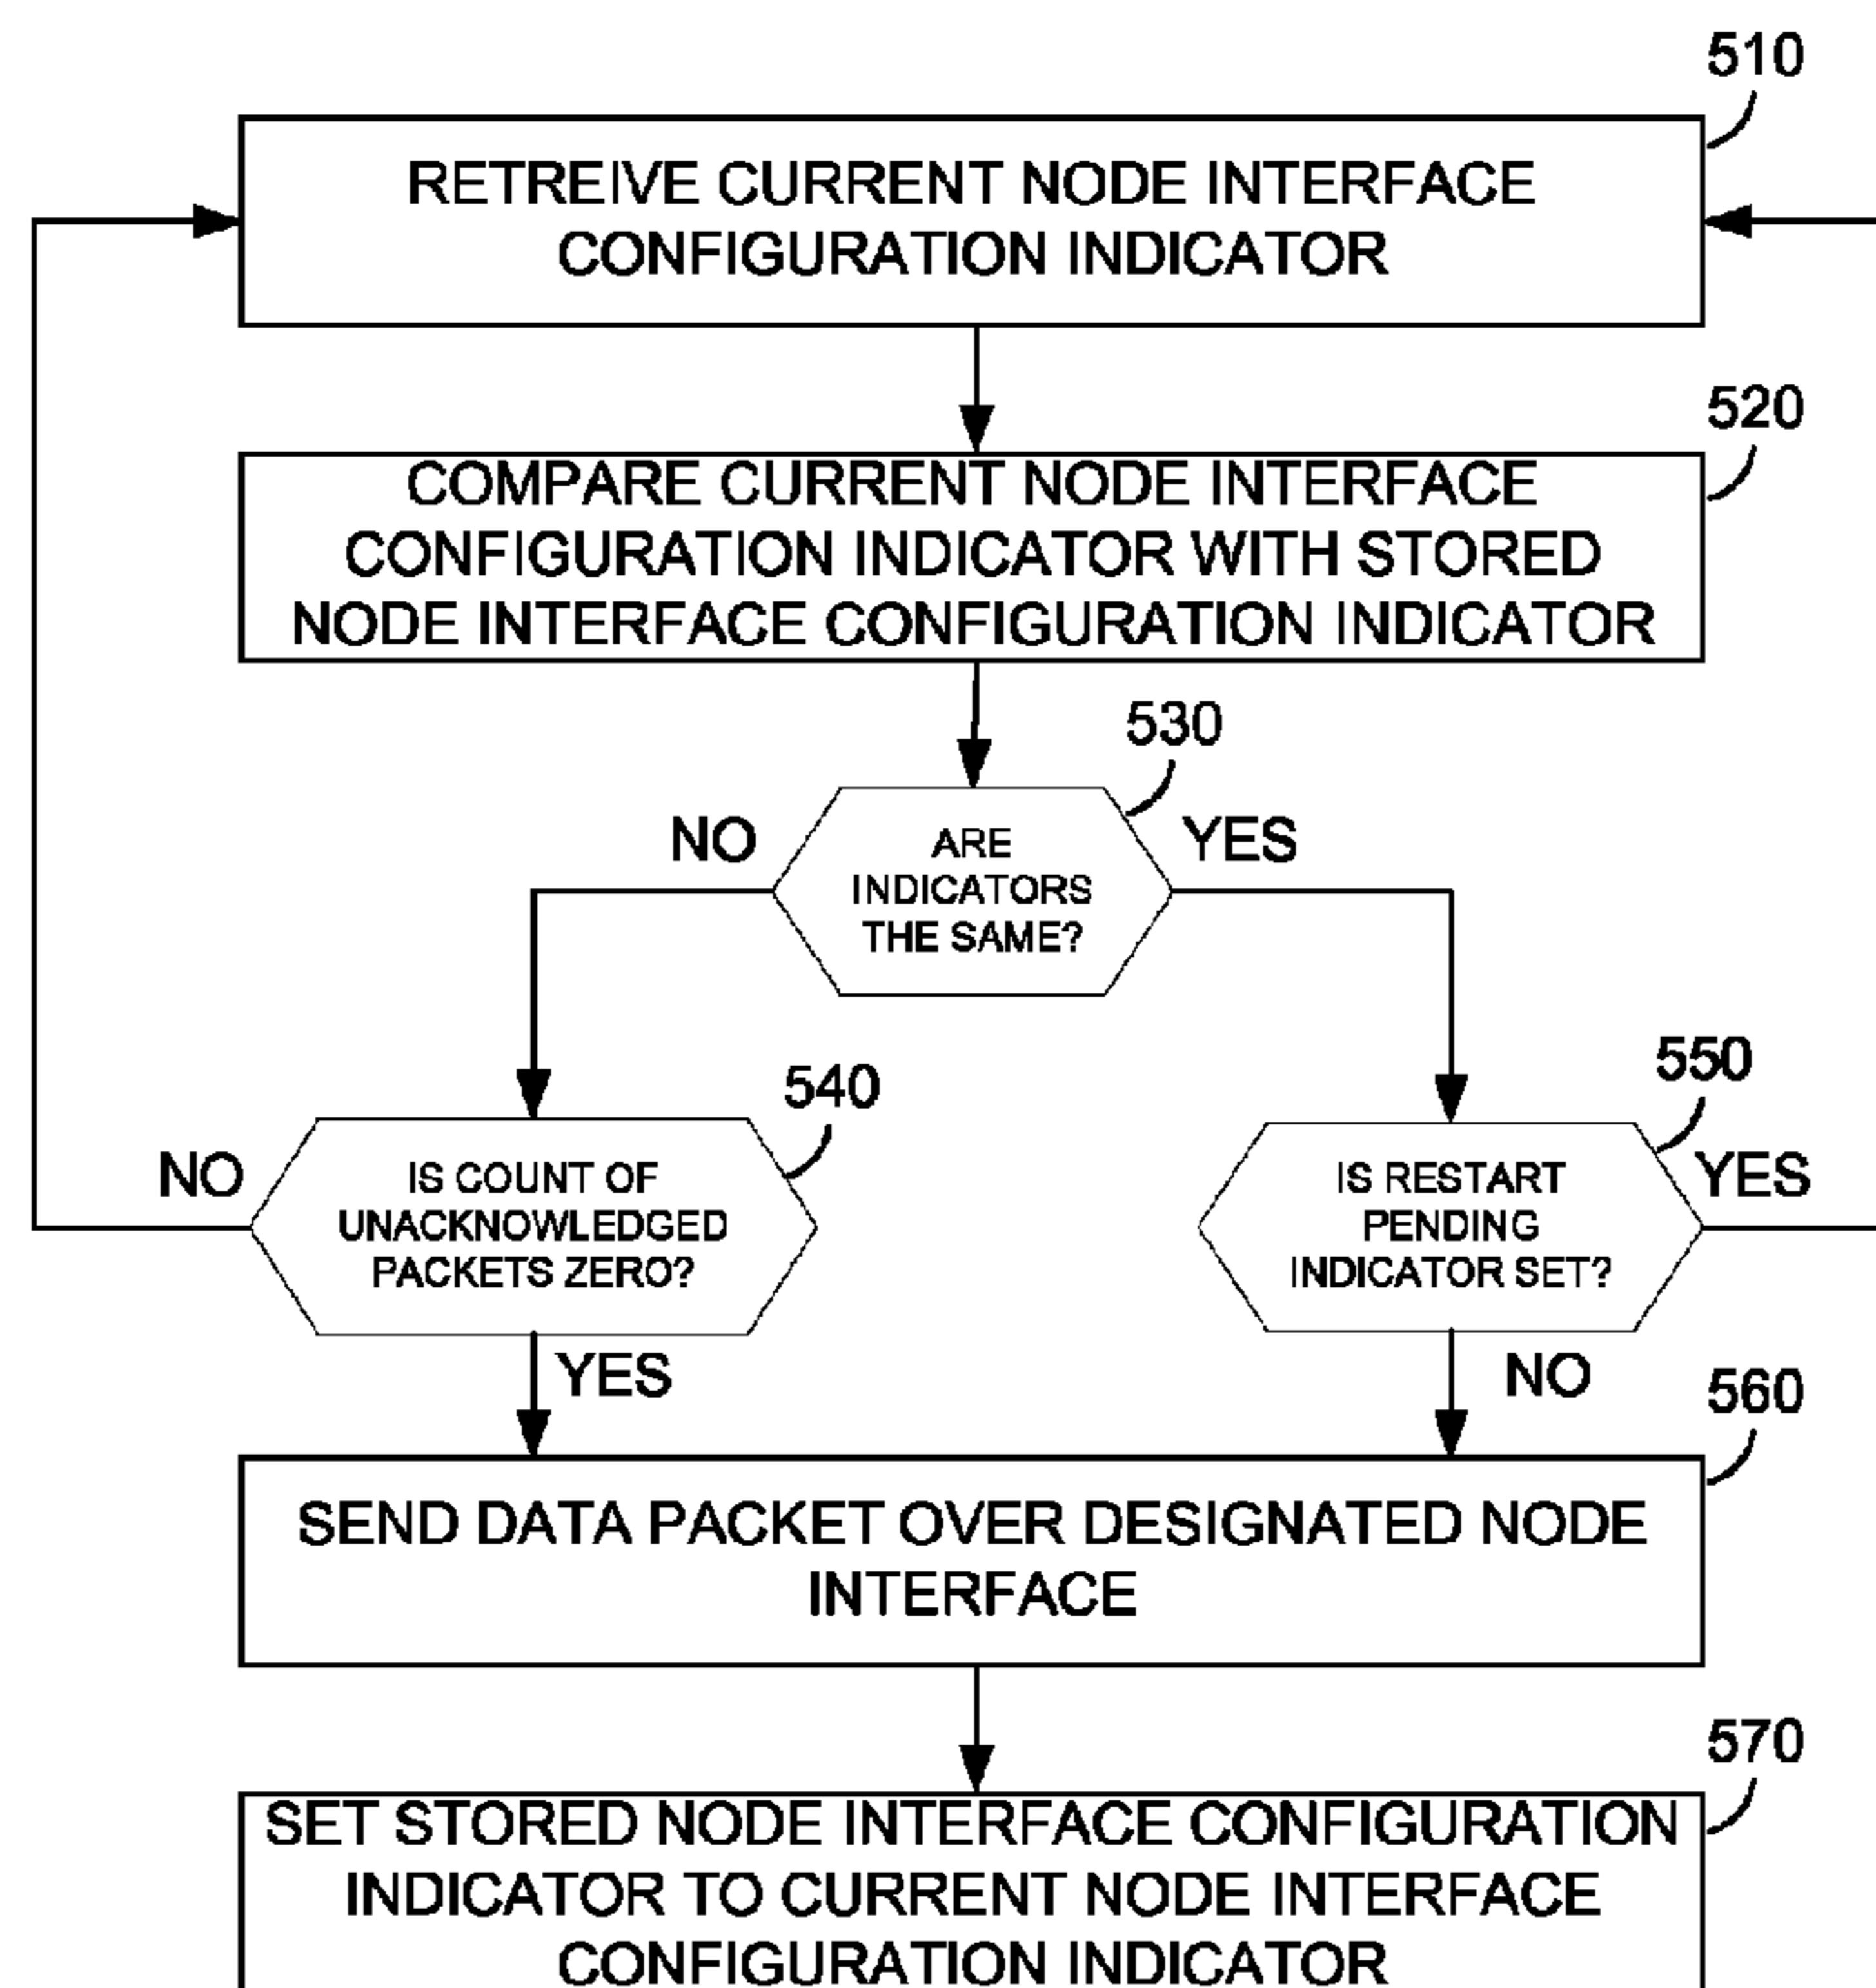 510
RETREIVE CURRENT NODE INTERFACE
CONFIGURATION INDICATOR
520
COMPARE CURRENT NODE INTERFACE
CONFIGURATION INDICATOR WITH STORED
NODE INTERFACE CONFIGURATION INDICATOR
530
NO
YES
ARE
INDICATORS
THE SAME?
540
NO
IS COUNT OF
UNACKNOWLEDGED
PACKETS ZERO?
YES
550
YES
IS RESTART
PENDING
INDICATOR SET?
NO
560
SEND DATA PACKET OVER DESIGNATED NODE
INTERFACE
570
SET STORED NODE INTERFACE CONFIGURATION
INDICATOR TO CURRENT NODE INTERFACE
CONFIGURATION INDICATOR